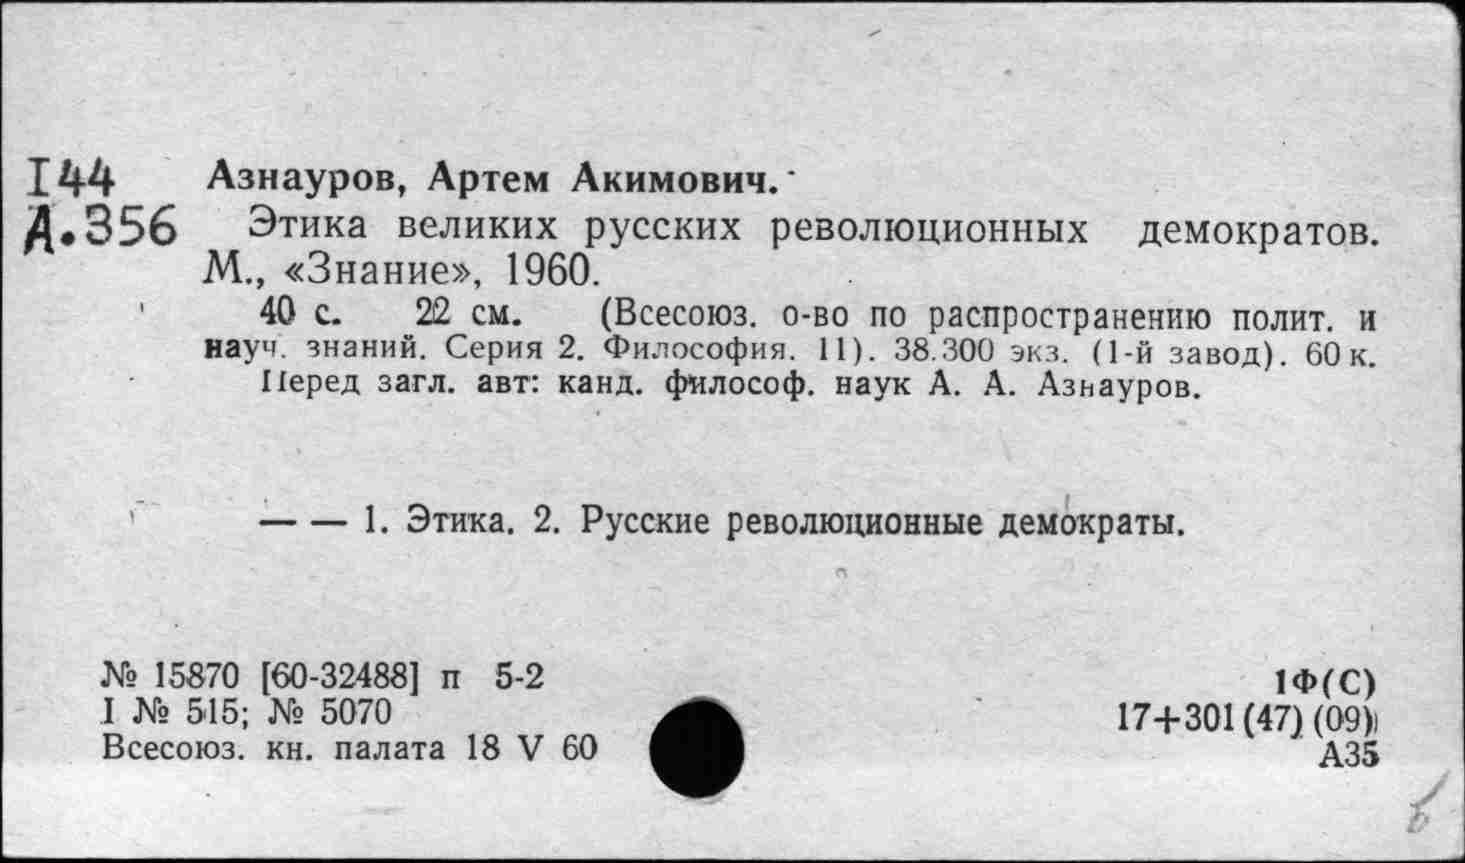 I44 Азнауров, Артем Акимович.
Д.356 Этика великих русских революционных демократов.
М., «Знание», 1960.
40 с. 22 см. (Всесоюз. о-во по распространению полит. и
науч. знаний. Серия 2. Философия. 11). 38.300 экз. (1-й завод). 60 к.
Перед загл. авт: канд. философ. наук А. А. Азнауров.
— — 1. Этика. 2. Русские революционные демократы.
№ 15870 [60-32488] п 5-2
I № 515; № 5070
Всесоюз. кн. палата 18 V 60
1Ф(С)
17+301(47)(09)
А35